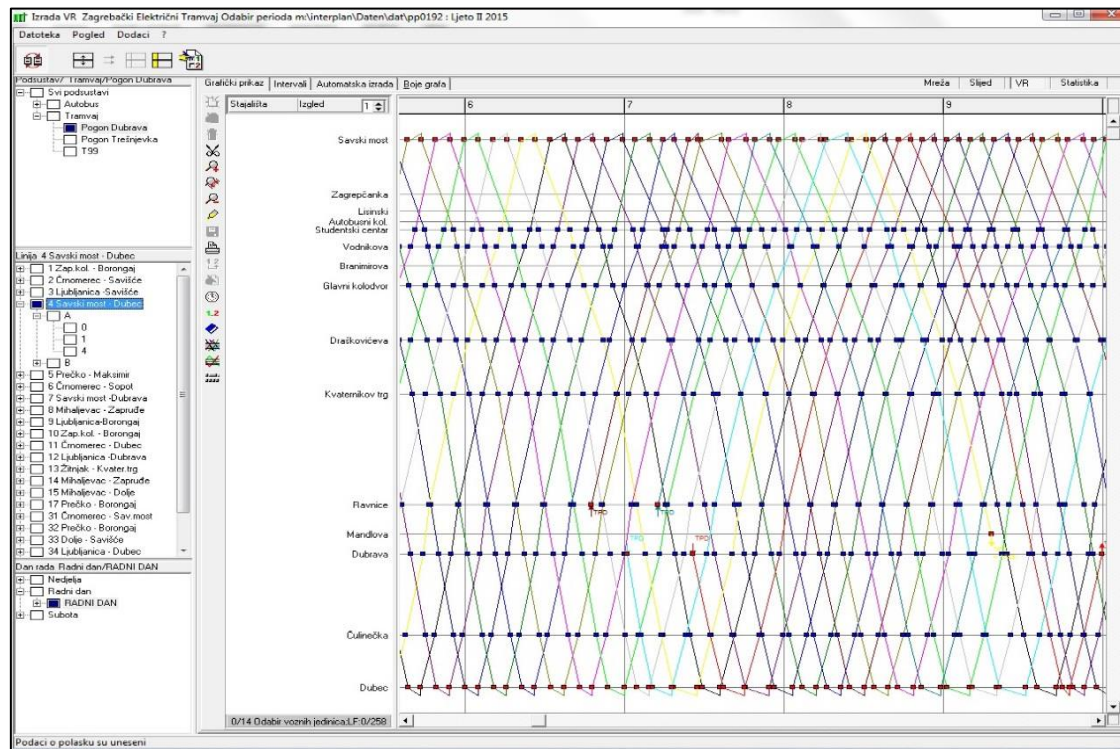 Izrada VR Zagrebački Električni Tramvaj Odabir perioda m:\interplan\Daten\dat\pp0192 : Ljeto II 2015
Datoteka Pogled Dodaci ?
Podsustav/ Tramvaj/Pogon Dubrava
Svi podsustavi
Autobus
Tramvaj
Pogon Dubrava
Pogon Trešnjevka
T99
Linija 4 Savski most - Dubec
1 Zap.kol. - Borongaj
2 Črnomerec - Savišće
3 Ljubljanica -Savišće
4 Savski most - Dubec
A
0
1
4
B
5 Prečko - Maksimir
6 Črnomerec - Sopot
7 Savski most -Dubrava
8 Mihaljevac - Zapruđe
9 Ljubljanica-Borongaj
10 Zap.kol. - Borongaj
11 Črnomerec - Dubec
12 Ljubljanica -Dubrava
13 Žitnjak - Kvater.trg
14 Mihaljevac - Zapruđe
15 Mihaljevac - Dolje
17 Prečko - Borongaj
31 Črnomerec - Sav.most
32 Prečko - Borongaj
33 Dolje - Savišće
34 Ljubljanica - Dubec
Dan rada Radni dan/RADNI DAN
Nedjelja
Radni dan
RADNI DAN
Subota
Grafički prikaz Intervali Automatska izrada Boje grafa Mreža Slijed VR Statistika
Stajališta Izgled 1
6 7 8 9
Savski most
Zagrepčanka
Lisinski
Autobusni kol.
Studentski centar
Vodnikova
Branimirova
Glavni kolodvor
Draškovićeva
Kvaternikov trg
Ravnice
TPD TPD
Mandlova
TPD TPD
Dubrava
Čulinečka
Dubec
0/14 Odabir voznih jedinica:LF:0/258
Podaci o polasku su uneseni